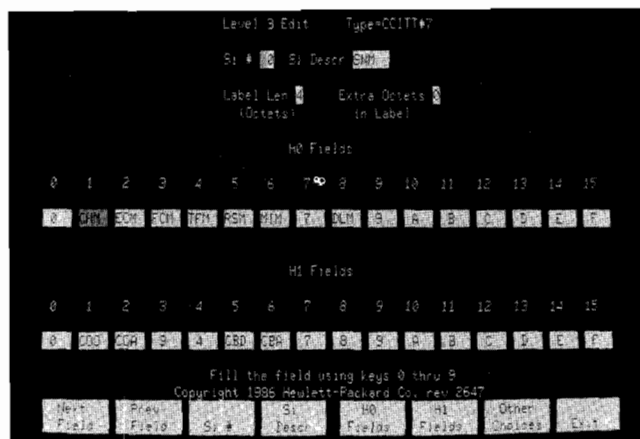 Level 3 Edit Type=CCITT#7
Si # 0 Si Descr SNM
Label Len 4 Extra Octets 0
(Octets) in Label
H0 Fields
0 1 2 3 4 5 6 7 8 9 10 11 12 13 14 15
0 CHM ECM FCM TFM RSM MIM 7 DLM 9 A B C D E F
H1 Fields
0 1 2 3 4 5 6 7 8 9 10 11 12 13 14 15
0 COO COA 3 4 CBD CBA 7 8 9 A B C D E F
Fill the field using keys 0 thru 9
Copyright 1986 Hewlett-Packard Co. rev 2647
Next Prev Si Si H0 H1 Other
Field Field # Descr Fields Fields Choices Exit